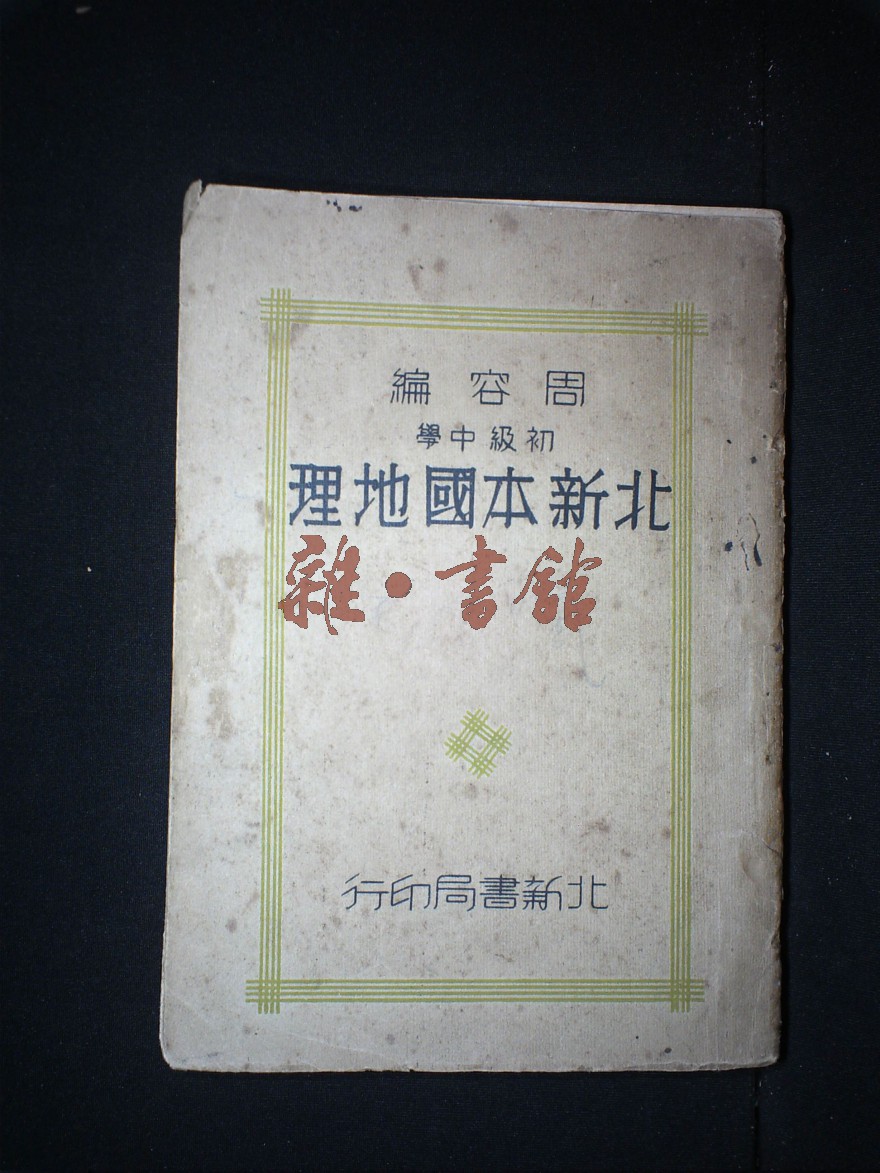 周容編
初級中學
北新本國地理
雜·書館
北新書局印行